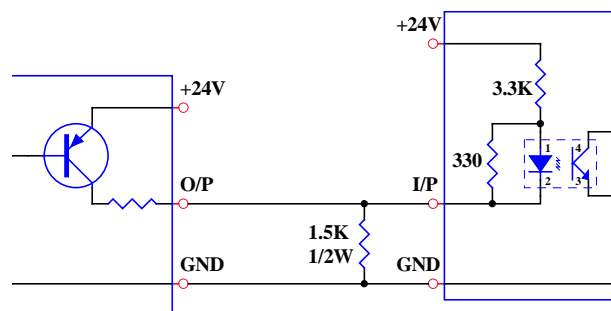 +24V
+24V
3.3K
1
4
330
2
3
O/P
I/P
1.5K
1/2W
GND
GND